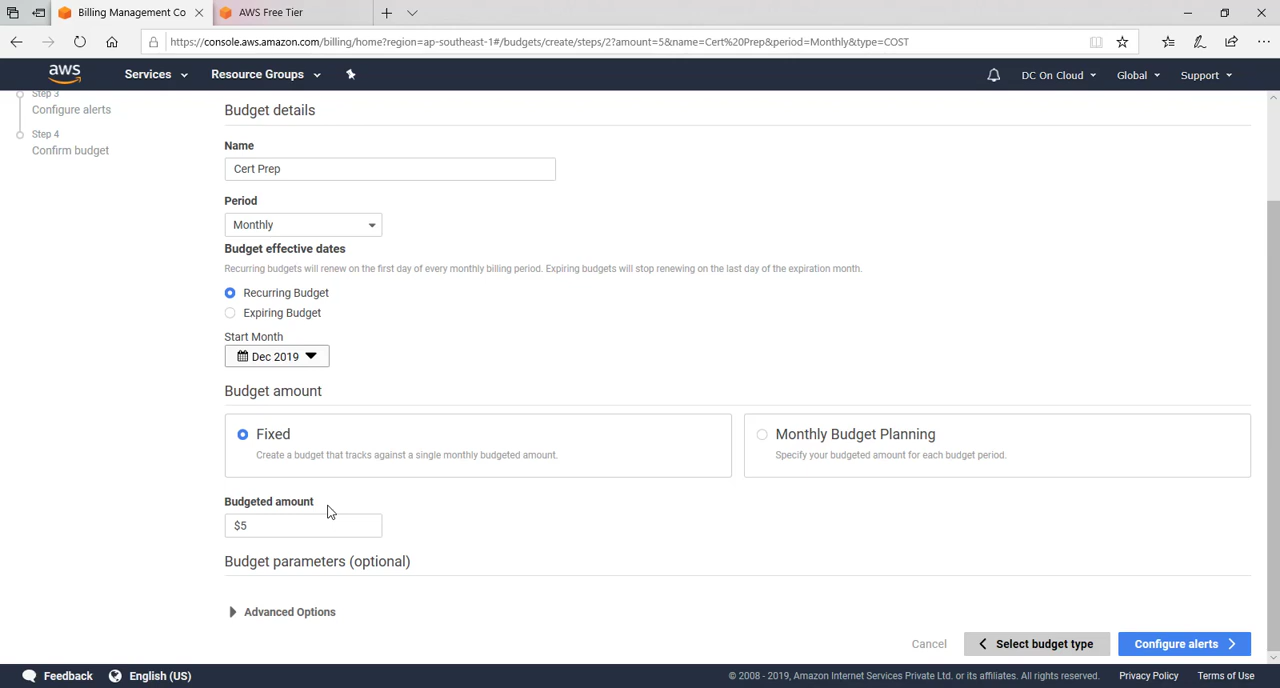 Billing Management Co
AWS Free Tier
https://console.aws.amazon.com/billing/home?region=ap-southeast-1#/budgets/create/steps/2?amount=5&name=Cert%20Prep&period=Monthly&type=COST
aws
Services
Resource Groups
DC On Cloud
Global
Support
Step 3
Configure alerts
Step 4
Confirm budget
Budget details
Name
Cert Prep
Period
Monthly
Budget effective dates
Recurring budgets will renew on the first day of every monthly billing period. Expiring budgets will stop renewing on the last day of the expiration month.
Recurring Budget
Expiring Budget
Start Month
Dec 2019
Budget amount
Fixed
Create a budget that tracks against a single monthly budgeted amount.
Monthly Budget Planning
Specify your budgeted amount for each budget period.
Budgeted amount
$5
Budget parameters (optional)
Advanced Options
Cancel
Select budget type
Configure alerts
Feedback
English (US)
© 2008 - 2019, Amazon Internet Services Private Ltd. or its affiliates. All rights reserved.
Privacy Policy
Terms of Use